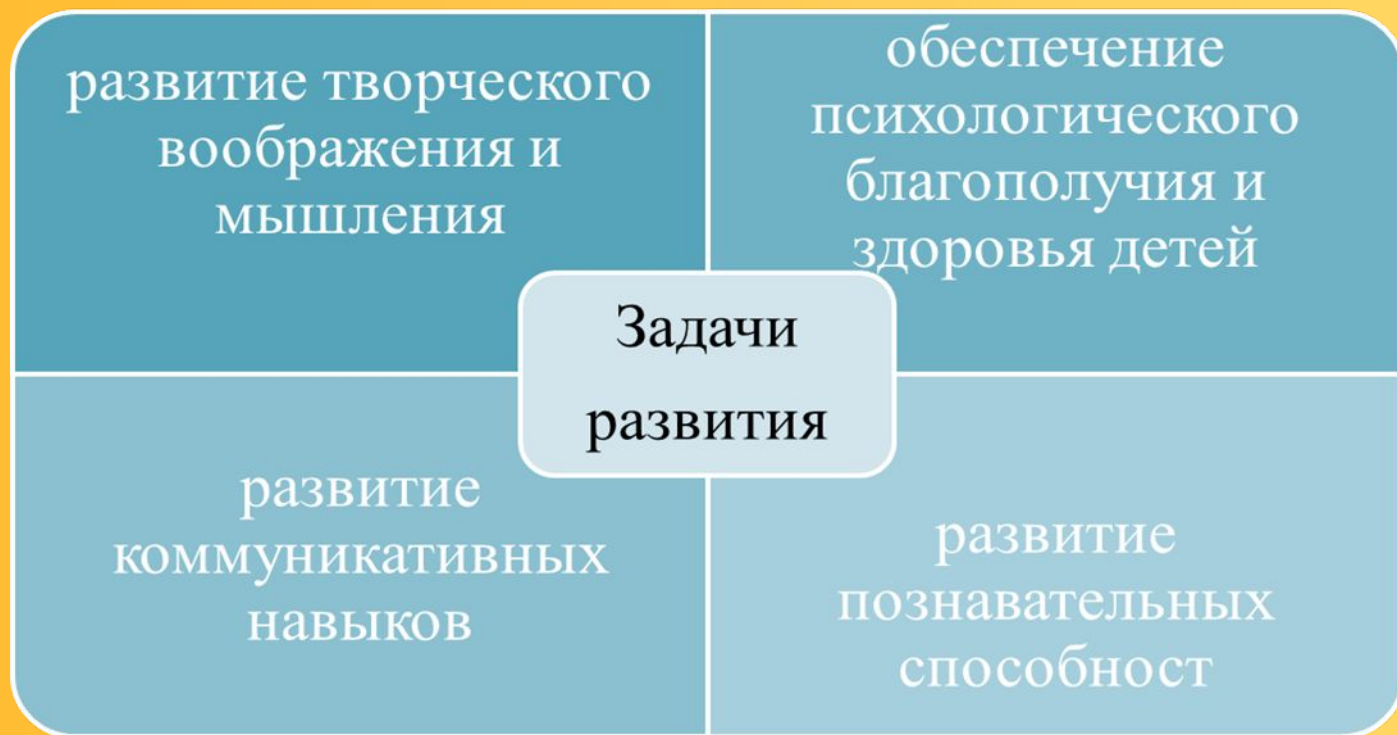 развитие творческого
воображения и
мышления
обеспечение
психологического
благополучия и
здоровья детей
Задачи
развития
развитие
коммуникативных
навыков
развитие
познавательных
способност